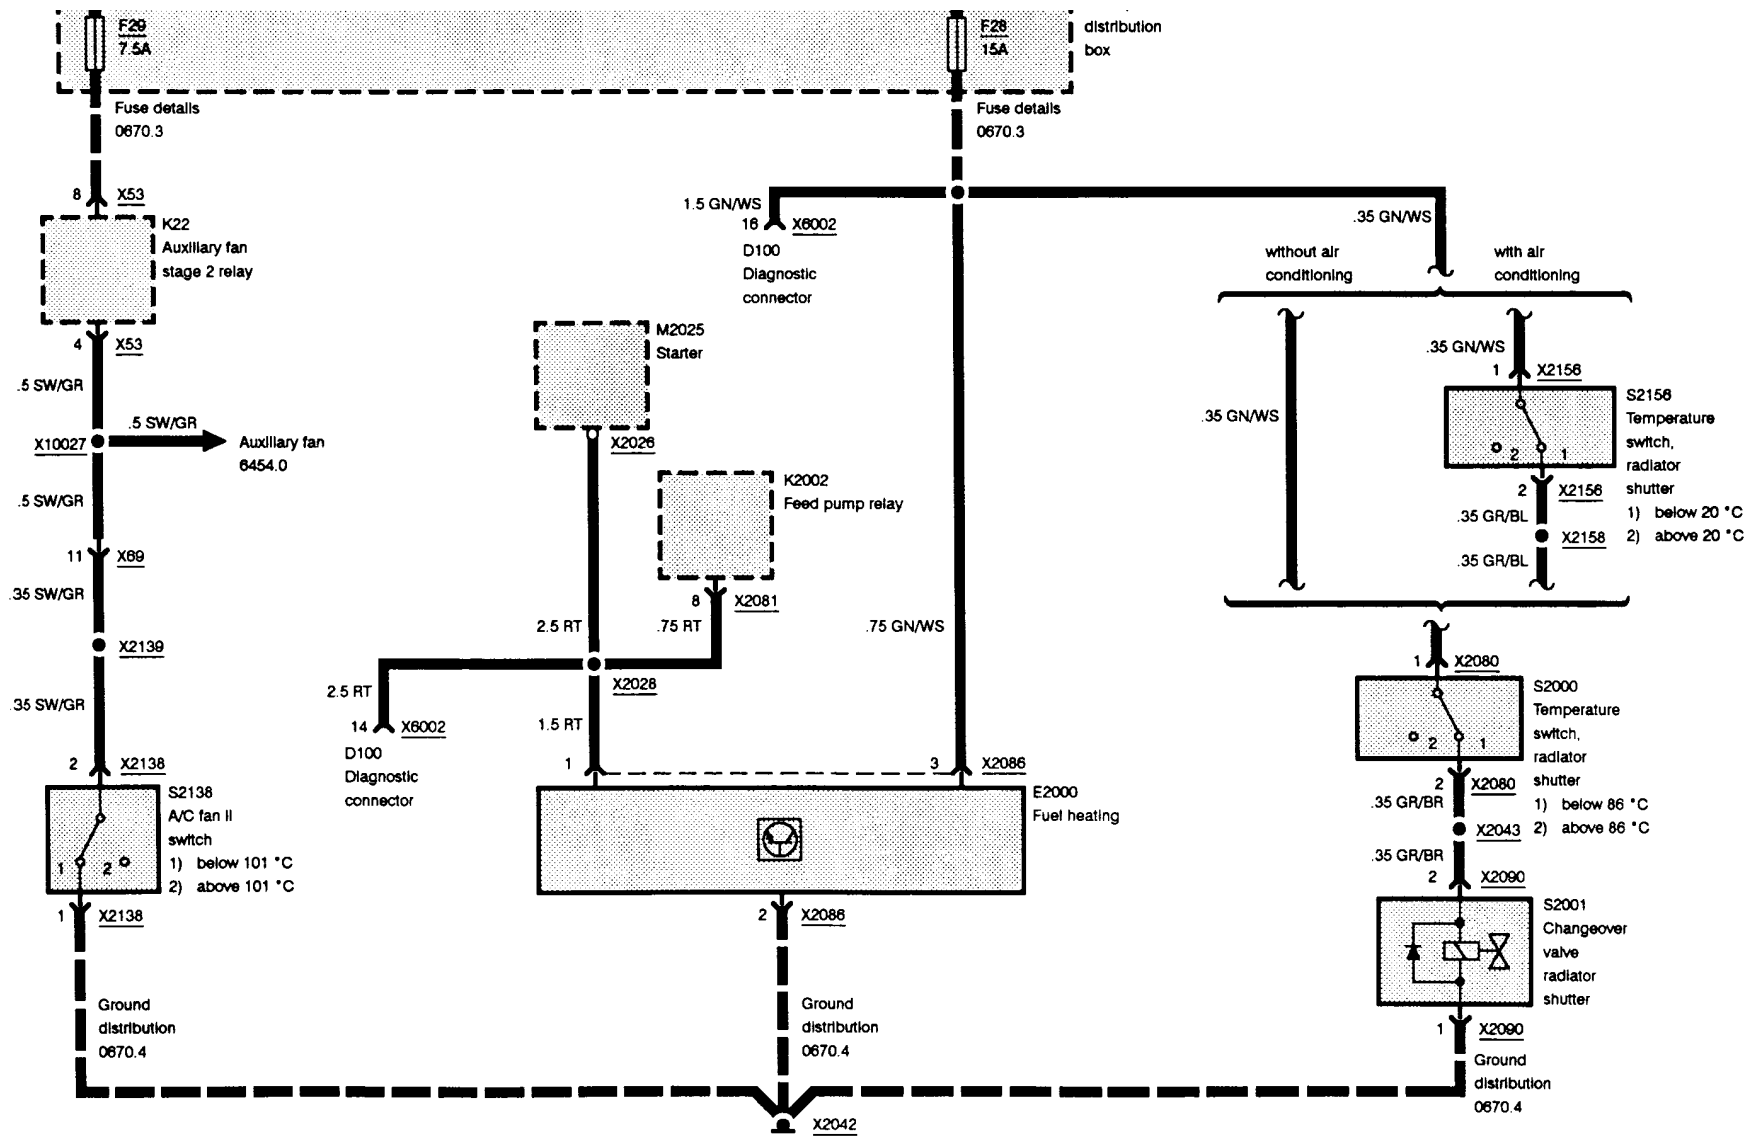 F29
7.5A
F28
15A
distribution
box
Fuse details
0670.3
Fuse details
0670.3
8 X53
K22
Auxiliary fan
stage 2 relay
4 X53
.5 SW/GR
X10027
.5 SW/GR
Auxiliary fan
6454.0
.5 SW/GR
11 X69
.35 SW/GR
X2139
.35 SW/GR
2 X2138
S2138
A/C fan II
switch
1) below 101 °C
2) above 101 °C
1 2
1 X2138
Ground
distribution
0670.4
1.5 GN/WS
16 X6002
D100
Diagnostic
connector
M2025
Starter
X2026
K2002
Feed pump relay
8 X2081
2.5 RT
.75 RT
X2028
2.5 RT
14 X6002
D100
Diagnostic
connector
1.5 RT
.75 GN/WS
1
3 X2086
E2000
Fuel heating
2 X2086
Ground
distribution
0670.4
X2042
.35 GN/WS
without air
conditioning
with air
conditioning
.35 GN/WS
.35 GN/WS
1 X2156
S2156
Temperature
switch,
radiator
shutter
1) below 20 °C
2) above 20 °C
2 1
2 X2156
.35 GR/BL
X2158
.35 GR/BL
1 X2080
S2000
Temperature
switch,
radiator
shutter
1) below 86 °C
2) above 86 °C
2 1
2 X2080
.35 GR/BR
X2043
.35 GR/BR
2 X2090
S2001
Changeover
valve
radiator
shutter
1 X2090
Ground
distribution
0670.4